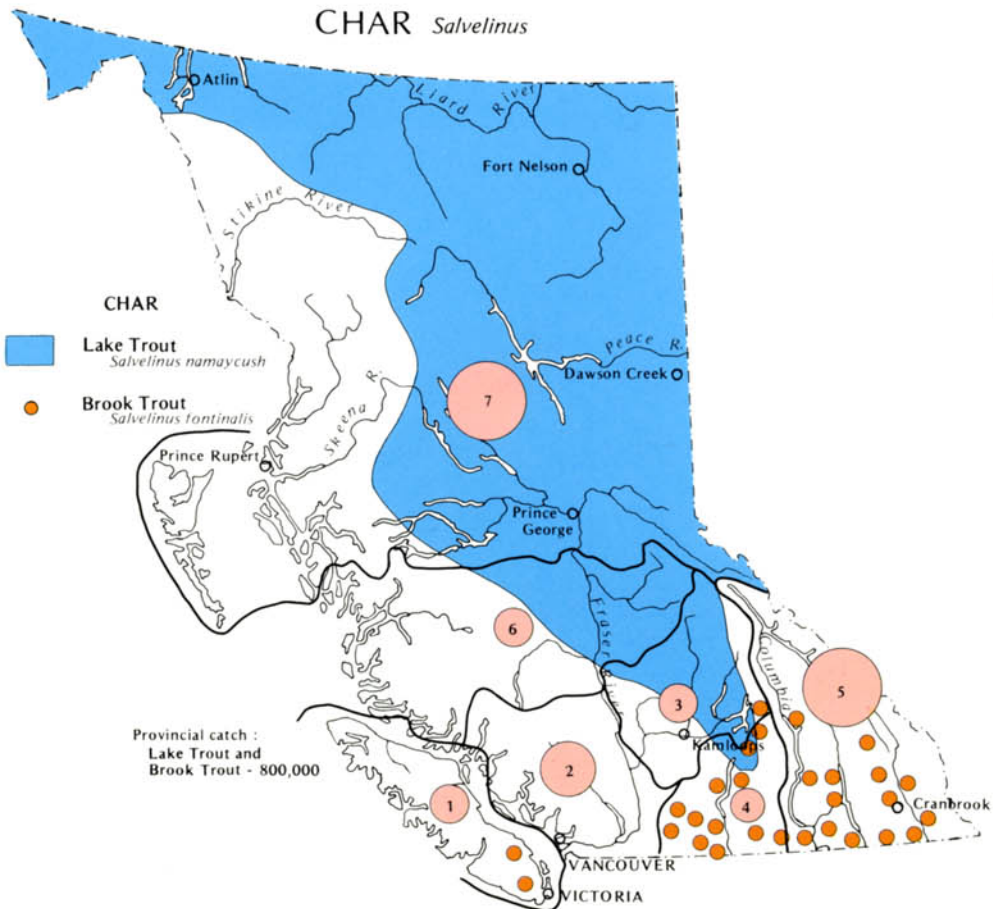 CHAR Salvelinus
Atlin
Liard River
Fort Nelson
Stikine River
CHAR
Lake Trout
Salvelinus namaycush
Brook Trout
Salvelinus fontinalis
Peace R.
Dawson Creek
7
Skeena R.
Prince Rupert
Prince
George
6
Fraser River
Columbia
5
3
Kamloops
Provincial catch :
Lake Trout and
Brook Trout - 800,000
2
1
4
Cranbrook
VANCOUVER
VICTORIA